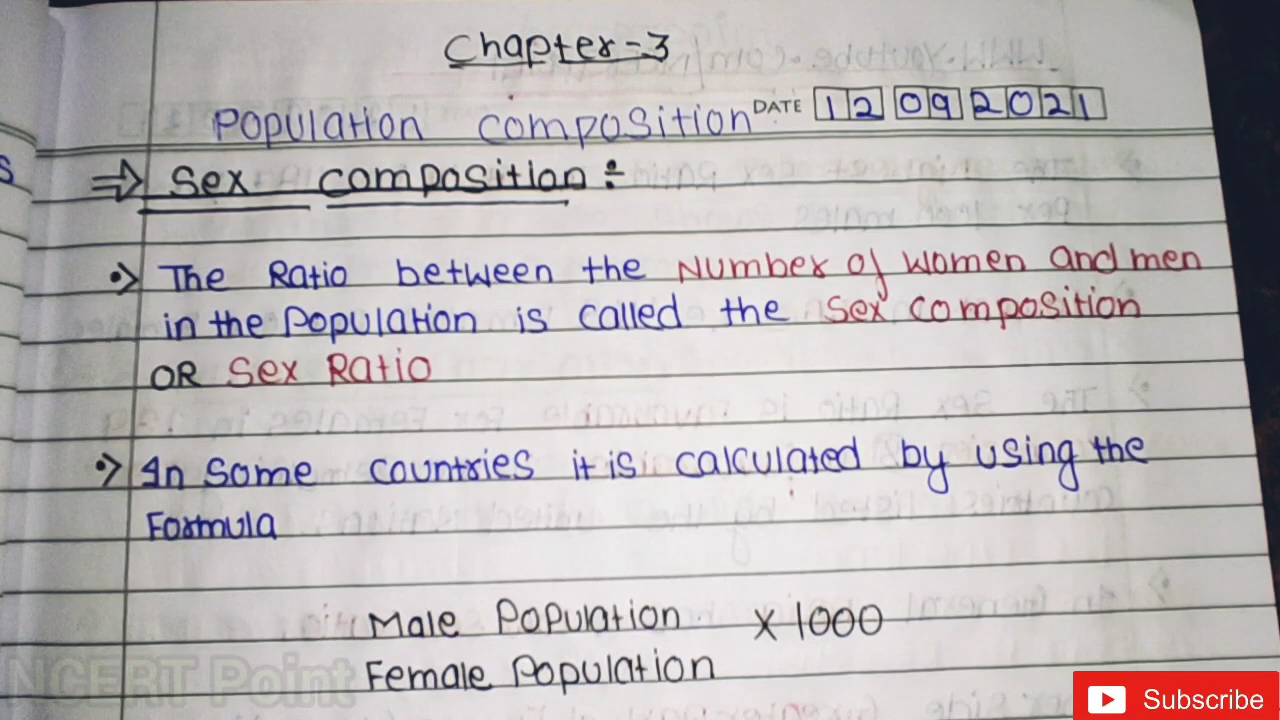 Chapter-3
Population composition DATE 12 09 2021
⇒ Sex composition ÷
•> The Ratio between the Number of women and men
in the Population is called the Sex composition
OR Sex Ratio
•> In Some countries it is calculated by using the
Formula
Male Population × 1000
Female Population
NCERT Point
Subscribe